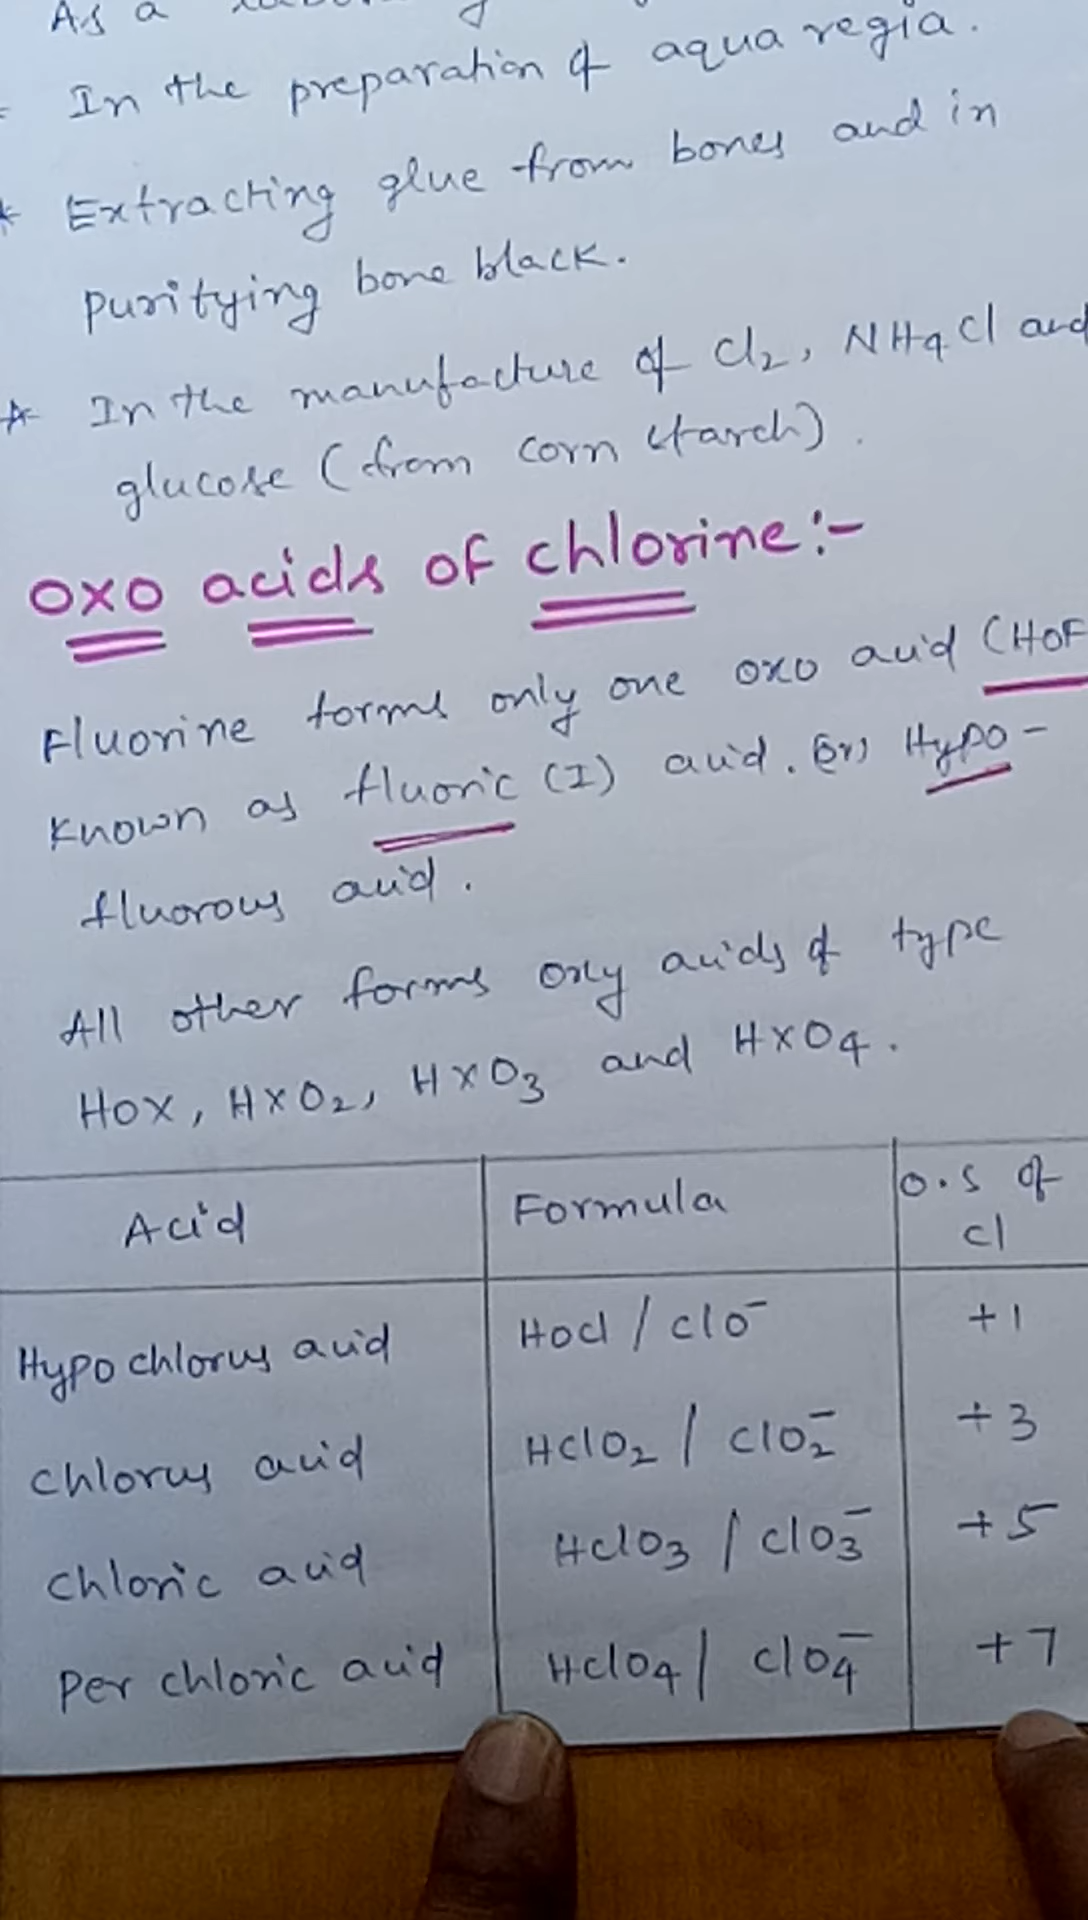 As a
In the preparation of aqua regia.
* Extracting glue from bones and in
purifying bone black.
* In the manufacture of Cl2, NH4Cl and
glucose (from corn starch).
oxo acids of chlorine:-
Fluorine forms only one oxo acid (HOF
known as fluoric (I) acid. (or) Hypo-
fluorous acid.
All other forms only acids of type
HOX, HXO2, HXO3 and HXO4.
Acid Formula O.S of Cl
Hypo chlorus acid HOCl / ClO⁻ +1
chlorus acid HClO2 / ClO2⁻ +3
chloric acid HClO3 / ClO3⁻ +5
Per chloric acid HClO4 / ClO4⁻ +7